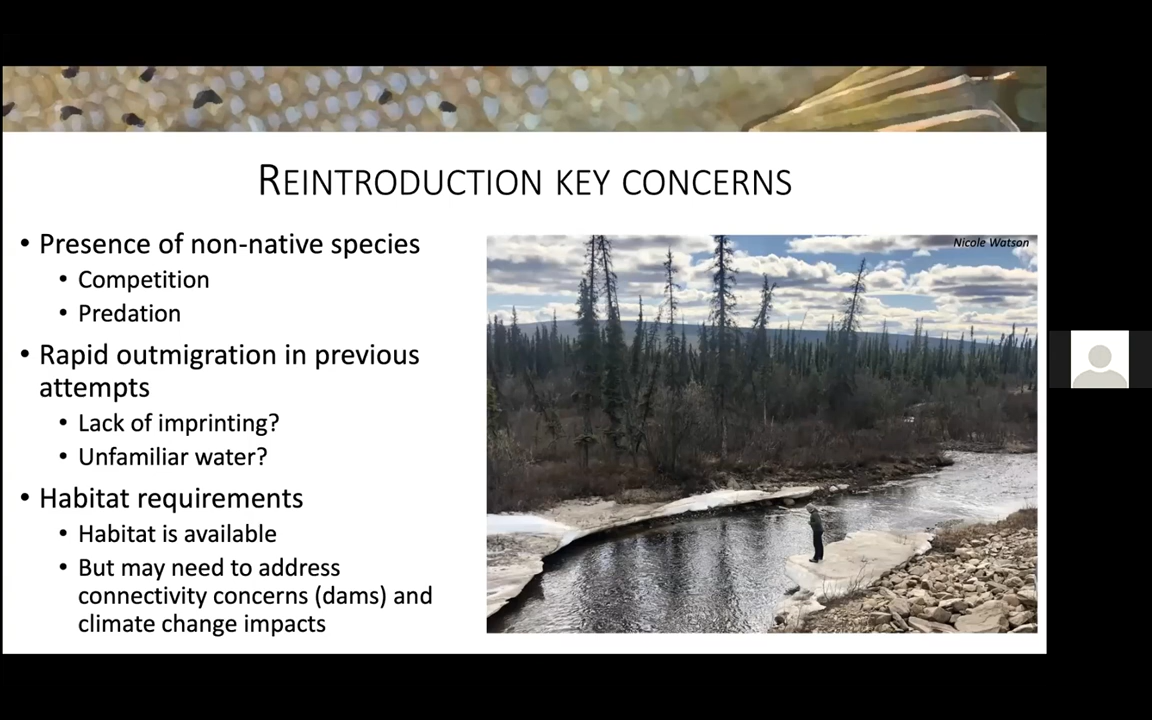 REINTRODUCTION KEY CONCERNS
• Presence of non-native species
• Competition
• Predation
• Rapid outmigration in previous
attempts
• Lack of imprinting?
• Unfamiliar water?
• Habitat requirements
• Habitat is available
• But may need to address
connectivity concerns (dams) and
climate change impacts
Nicole Watson